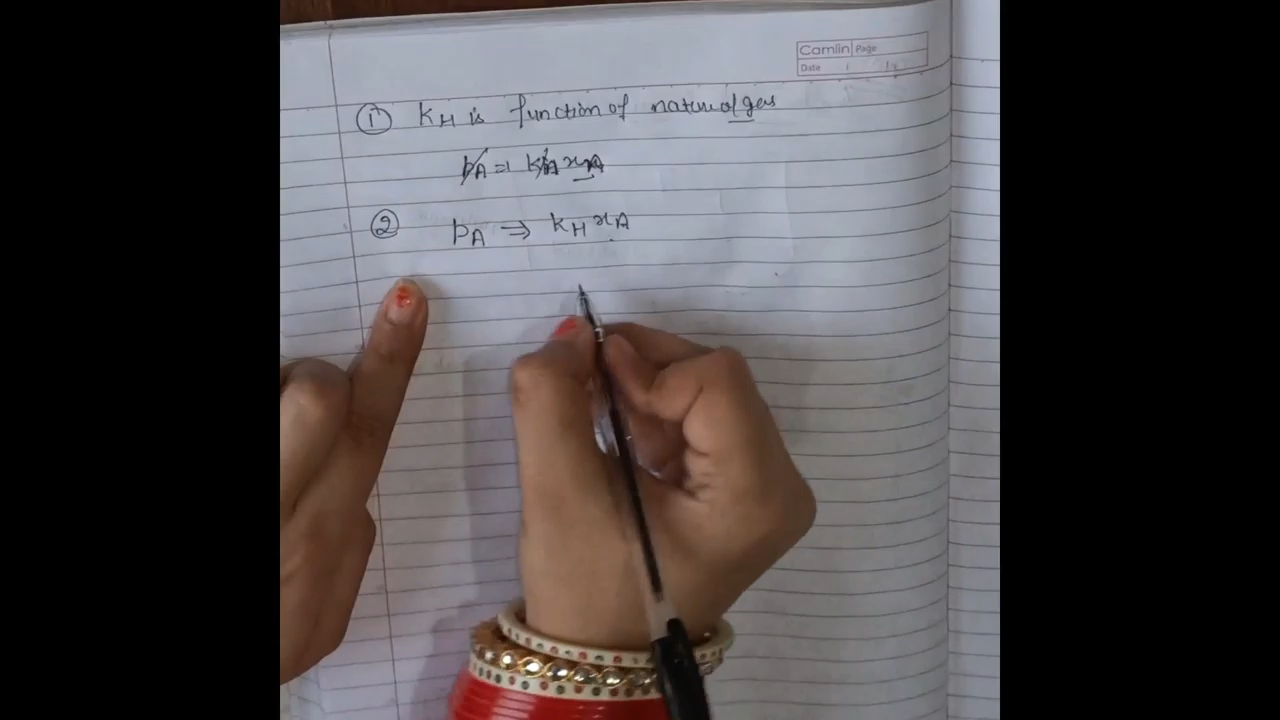 Camlin Page
Date
① KH is function of nature of gas
pA = KH xA
② pA ⇒ KH xA